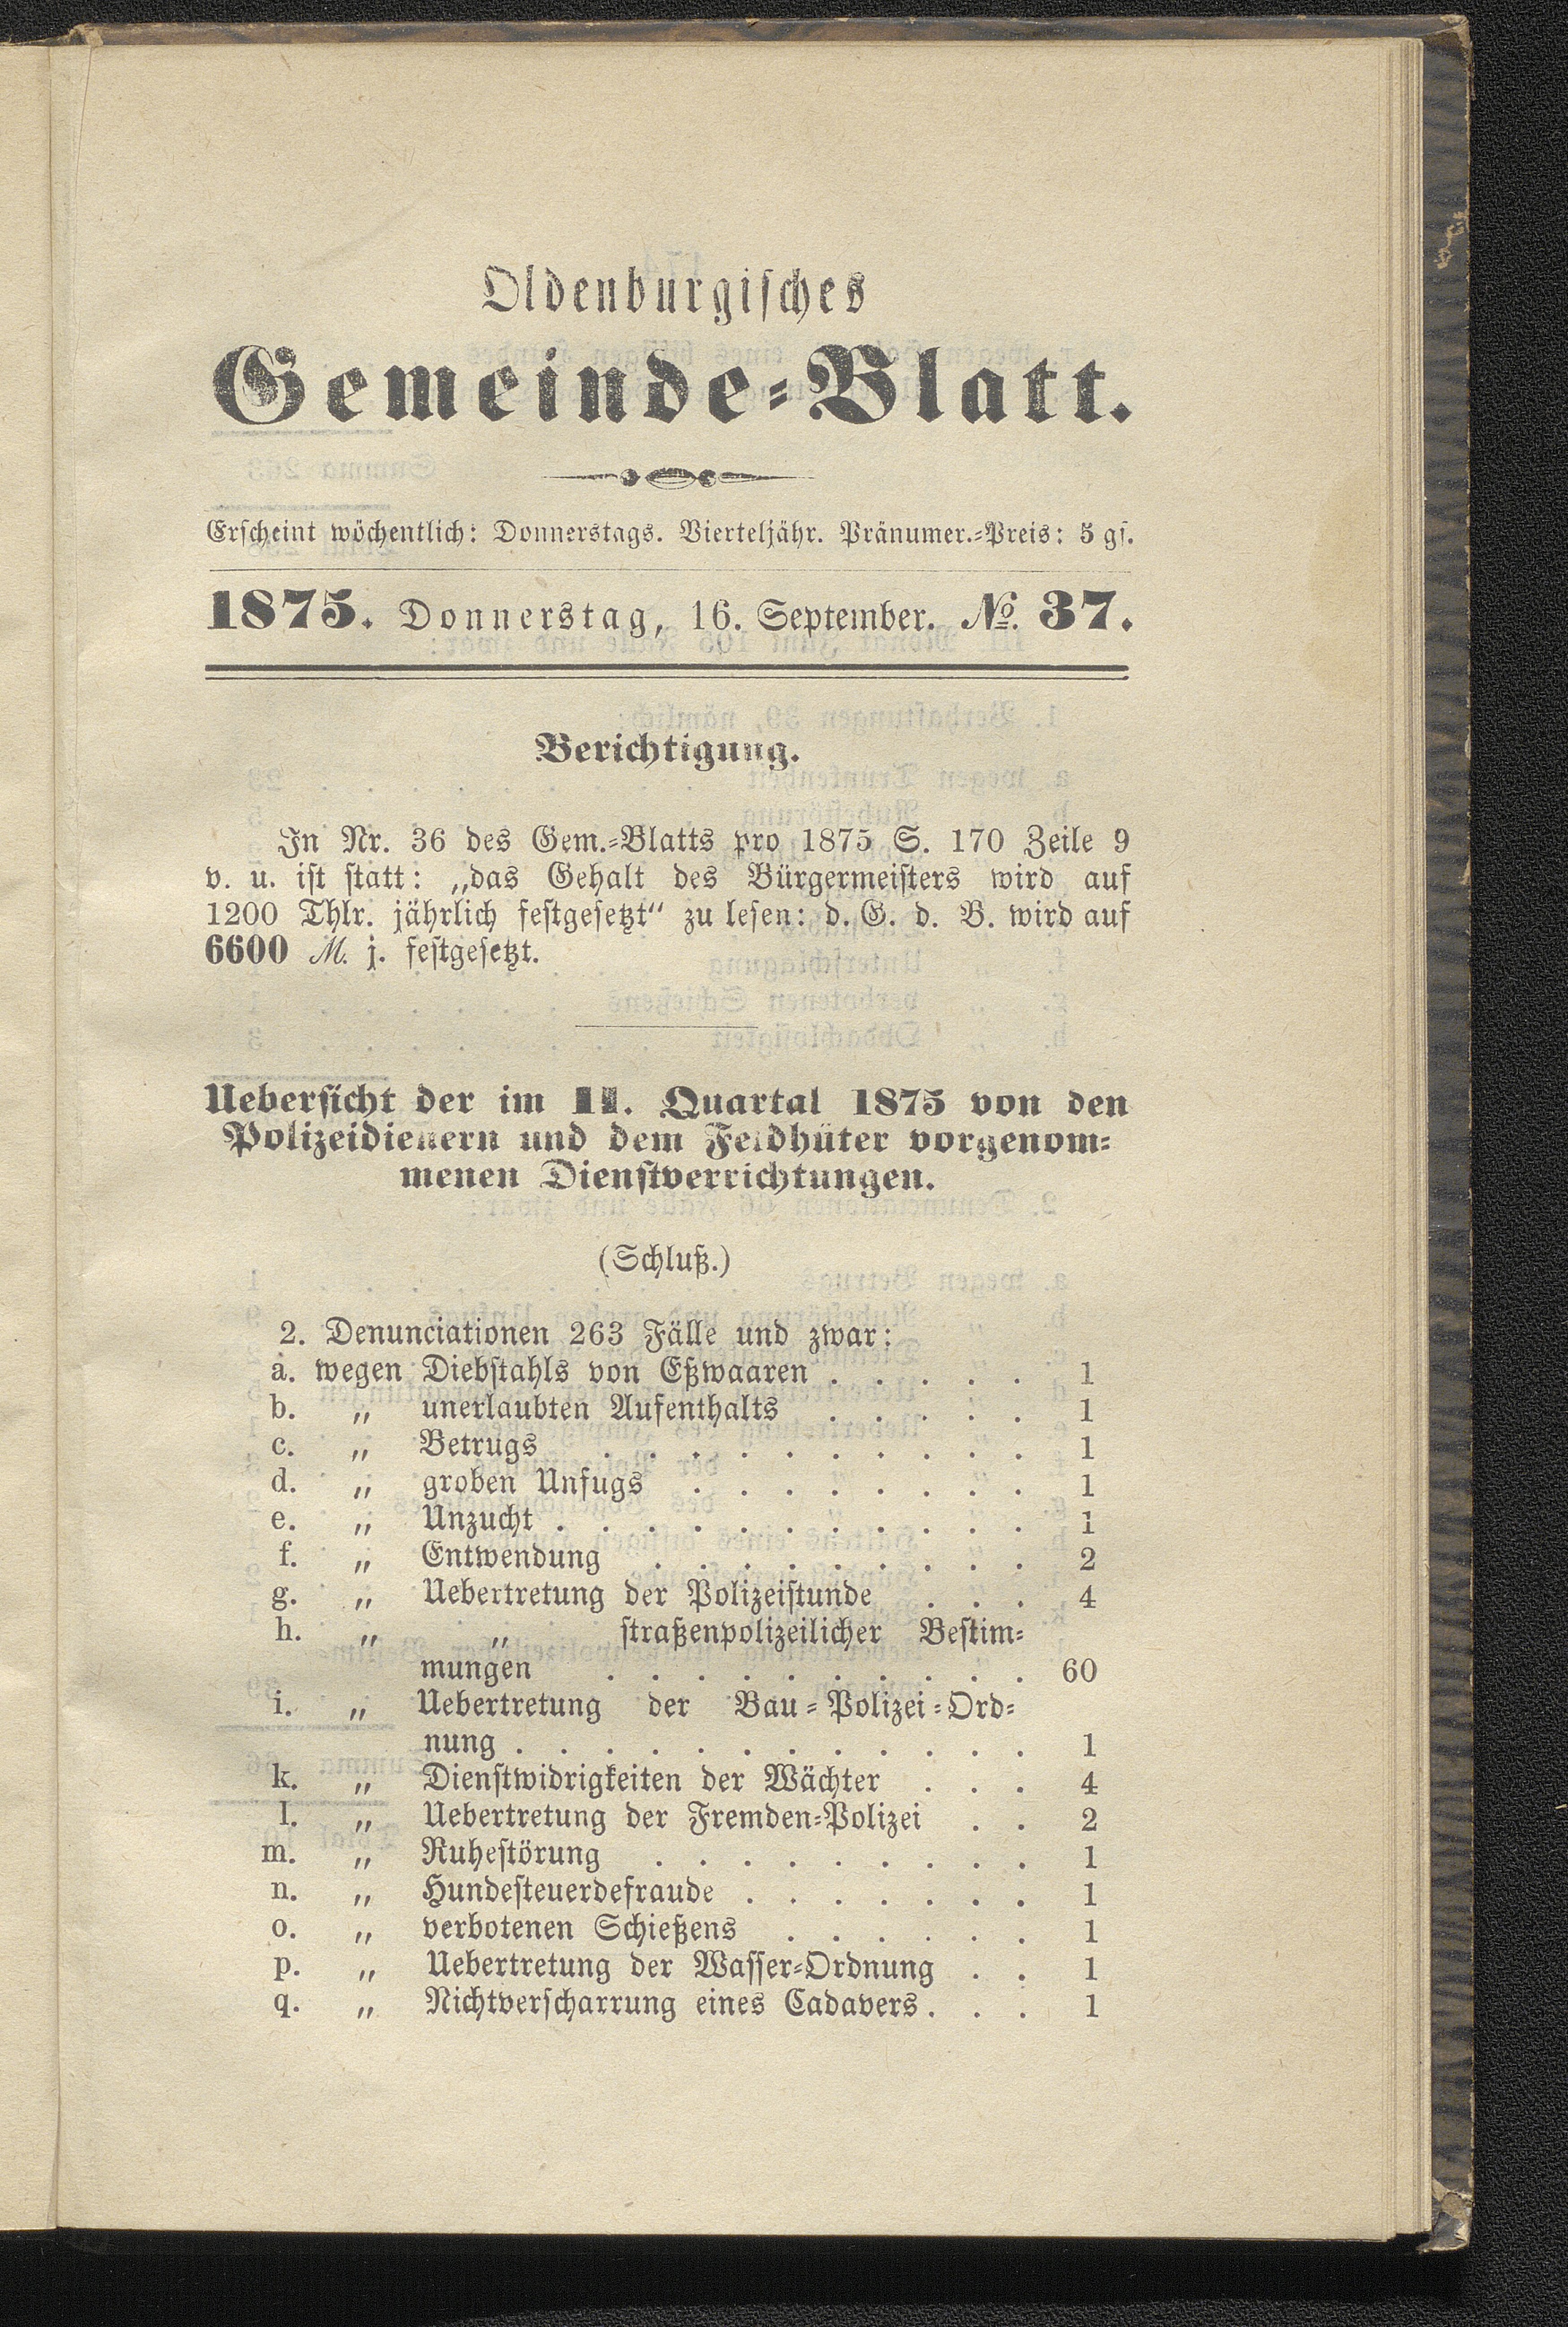 Oldenburgisches
Gemeinde-Blatt.
Erscheint wöchentlich: Donnerstags. Vierteljähr. Pränumer.-Preis: 5 gs.
1875. Donnerstag, 16. September. No. 37.
Berichtigung.
In Nr. 36 des Gem.-Blatts pro 1875 S. 170 Zeile 9
v. u. ist statt: „das Gehalt des Bürgermeisters wird auf
1200 Thlr. jährlich festgesetzt“ zu lesen: d. G. d. B. wird auf
6600 M. j. festgesetzt.
Uebersicht der im II. Quartal 1875 von den
Polizeidienern und dem Feldhüter vorgenom-
menen Dienstverrichtungen.
(Schluß.)
2. Denunciationen 263 Fälle und zwar:
a. wegen Diebstahls von Eßwaaren . . . . . 1
b. „ unerlaubten Aufenthalts . . . . . 1
c. „ Betrugs . . . . . . . . . . 1
d. „ groben Unfugs . . . . . . . . 1
e. „ Unzucht . . . . . . . . . . . 1
f. „ Entwendung . . . . . . . . . 2
g. „ Uebertretung der Polizeistunde . . . 4
h. „ „ straßenpolizeilicher Bestim-
mungen . . . . . . . . . . 60
i. „ Uebertretung der Bau-Polizei-Ord-
nung . . . . . . . . . . . . 1
k. „ Dienstwidrigkeiten der Wächter . . . 4
l. „ Uebertretung der Fremden-Polizei . . 2
m. „ Ruhestörung . . . . . . . . . 1
n. „ Hundesteuerdefraude . . . . . . . 1
o. „ verbotenen Schießens . . . . . . 1
p. „ Uebertretung der Wasser-Ordnung . . 1
q. „ Nichtverscharrung eines Cadavers . . . 1